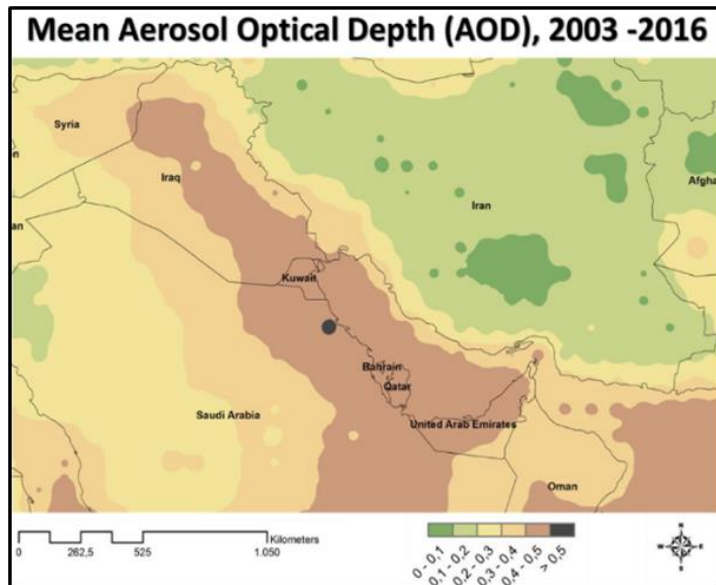 Mean Aerosol Optical Depth (AOD), 2003 -2016
Syria
Iraq
Iran
Afgha
an
Kuwait
Bahrain
Qatar
Saudi Arabia
United Arab Emirates
Oman
Kilometers
0 262,5 525 1.050
0 - 0,1
0,1 - 0,2
0,2 - 0,3
0,3 - 0,4
0,4 - 0,5
> 0,5
N
W E
S